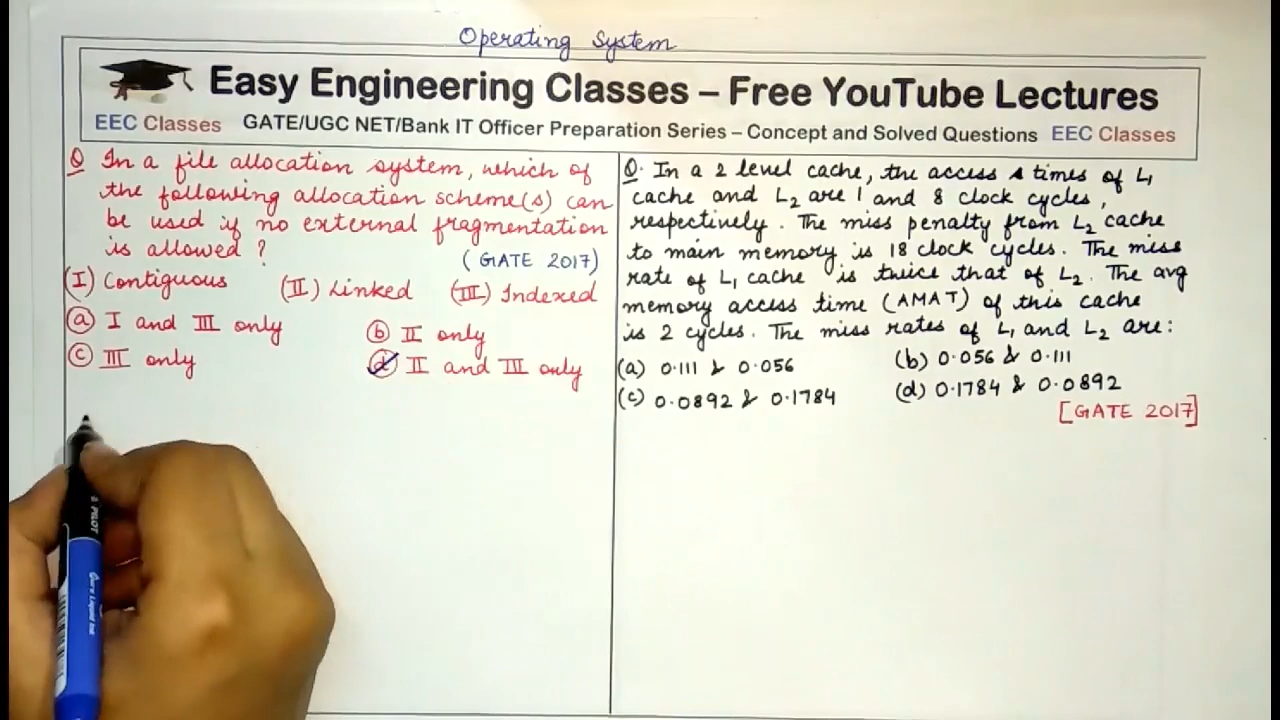 Operating System
Easy Engineering Classes – Free YouTube Lectures
EEC Classes GATE/UGC NET/Bank IT Officer Preparation Series – Concept and Solved Questions EEC Classes
Q In a file allocation system, which of
the following allocation scheme(s) can
be used if no external fragmentation
is allowed ?
(GATE 2017)
(I) Contiguous (II) Linked (III) Indexed
(a) I and III only (b) II only
(c) III only (d) II and III only
Q. In a 2 level cache, the access times of L1
cache and L2 are 1 and 8 clock cycles,
respectively. The miss penalty from L2 cache
to main memory is 18 clock cycles. The miss
rate of L1 cache is twice that of L2. The avg
memory access time (AMAT) of this cache
is 2 cycles. The miss rates of L1 and L2 are:
(a) 0.111 & 0.056 (b) 0.056 & 0.111
(c) 0.0892 & 0.1784 (d) 0.1784 & 0.0892
[GATE 2017]
PILOT